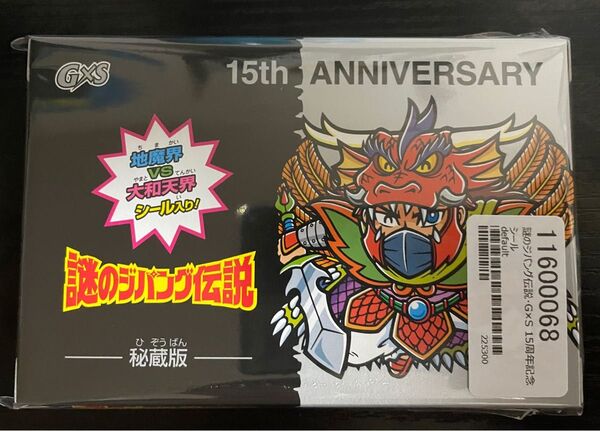 G×S
15th ANNIVERSARY
ちまかい
地魔界
VS
やまと てんかい
大和天界
い
シール入り!
謎のジパング伝説
ひぞうばん
秘蔵版
11600068
謎のジパング伝説・G×S 15周年記念
シール
default
225300